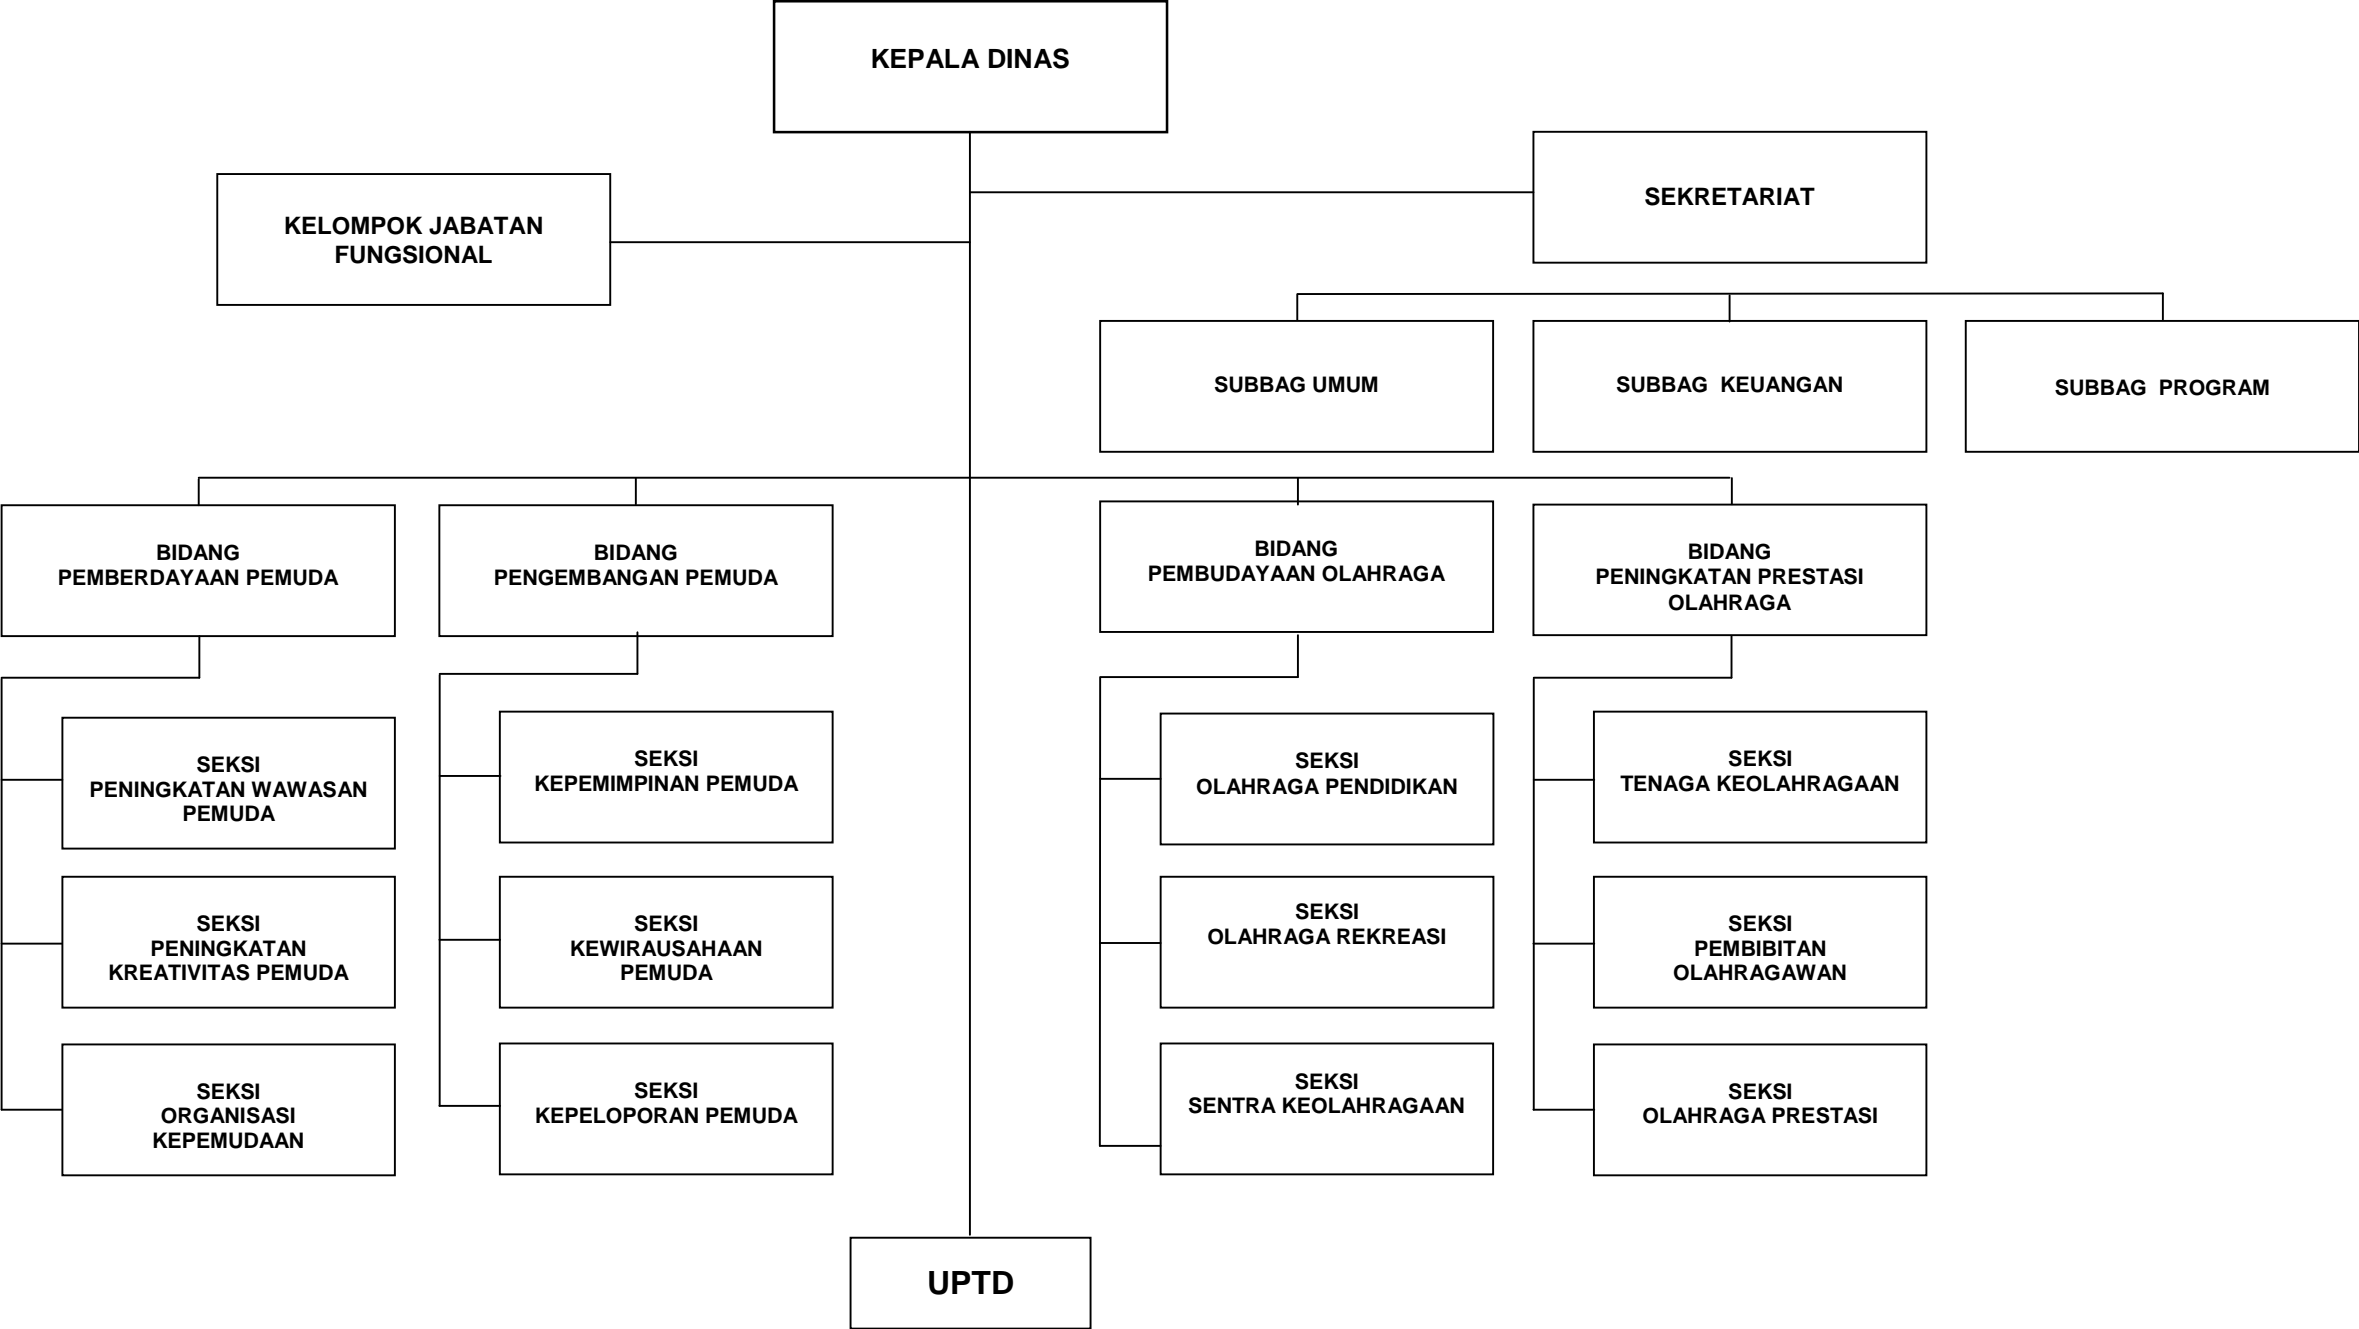 KEPALA DINAS
SEKRETARIAT
KELOMPOK JABATAN
FUNGSIONAL
SUBBAG UMUM
SUBBAG  KEUANGAN
SUBBAG  PROGRAM
BIDANG
PEMBERDAYAAN PEMUDA
BIDANG
PENGEMBANGAN PEMUDA
BIDANG
PEMBUDAYAAN OLAHRAGA
BIDANG
PENINGKATAN PRESTASI
OLAHRAGA
SEKSI
PENINGKATAN WAWASAN
PEMUDA
SEKSI
KEPEMIMPINAN PEMUDA
SEKSI
OLAHRAGA PENDIDIKAN
SEKSI
TENAGA KEOLAHRAGAAN
SEKSI
PENINGKATAN
KREATIVITAS PEMUDA
SEKSI
KEWIRAUSAHAAN
PEMUDA
SEKSI
OLAHRAGA REKREASI
SEKSI
PEMBIBITAN
OLAHRAGAWAN
SEKSI
ORGANISASI
KEPEMUDAAN
SEKSI
KEPELOPORAN PEMUDA
SEKSI
SENTRA KEOLAHRAGAAN
SEKSI
OLAHRAGA PRESTASI
UPTD